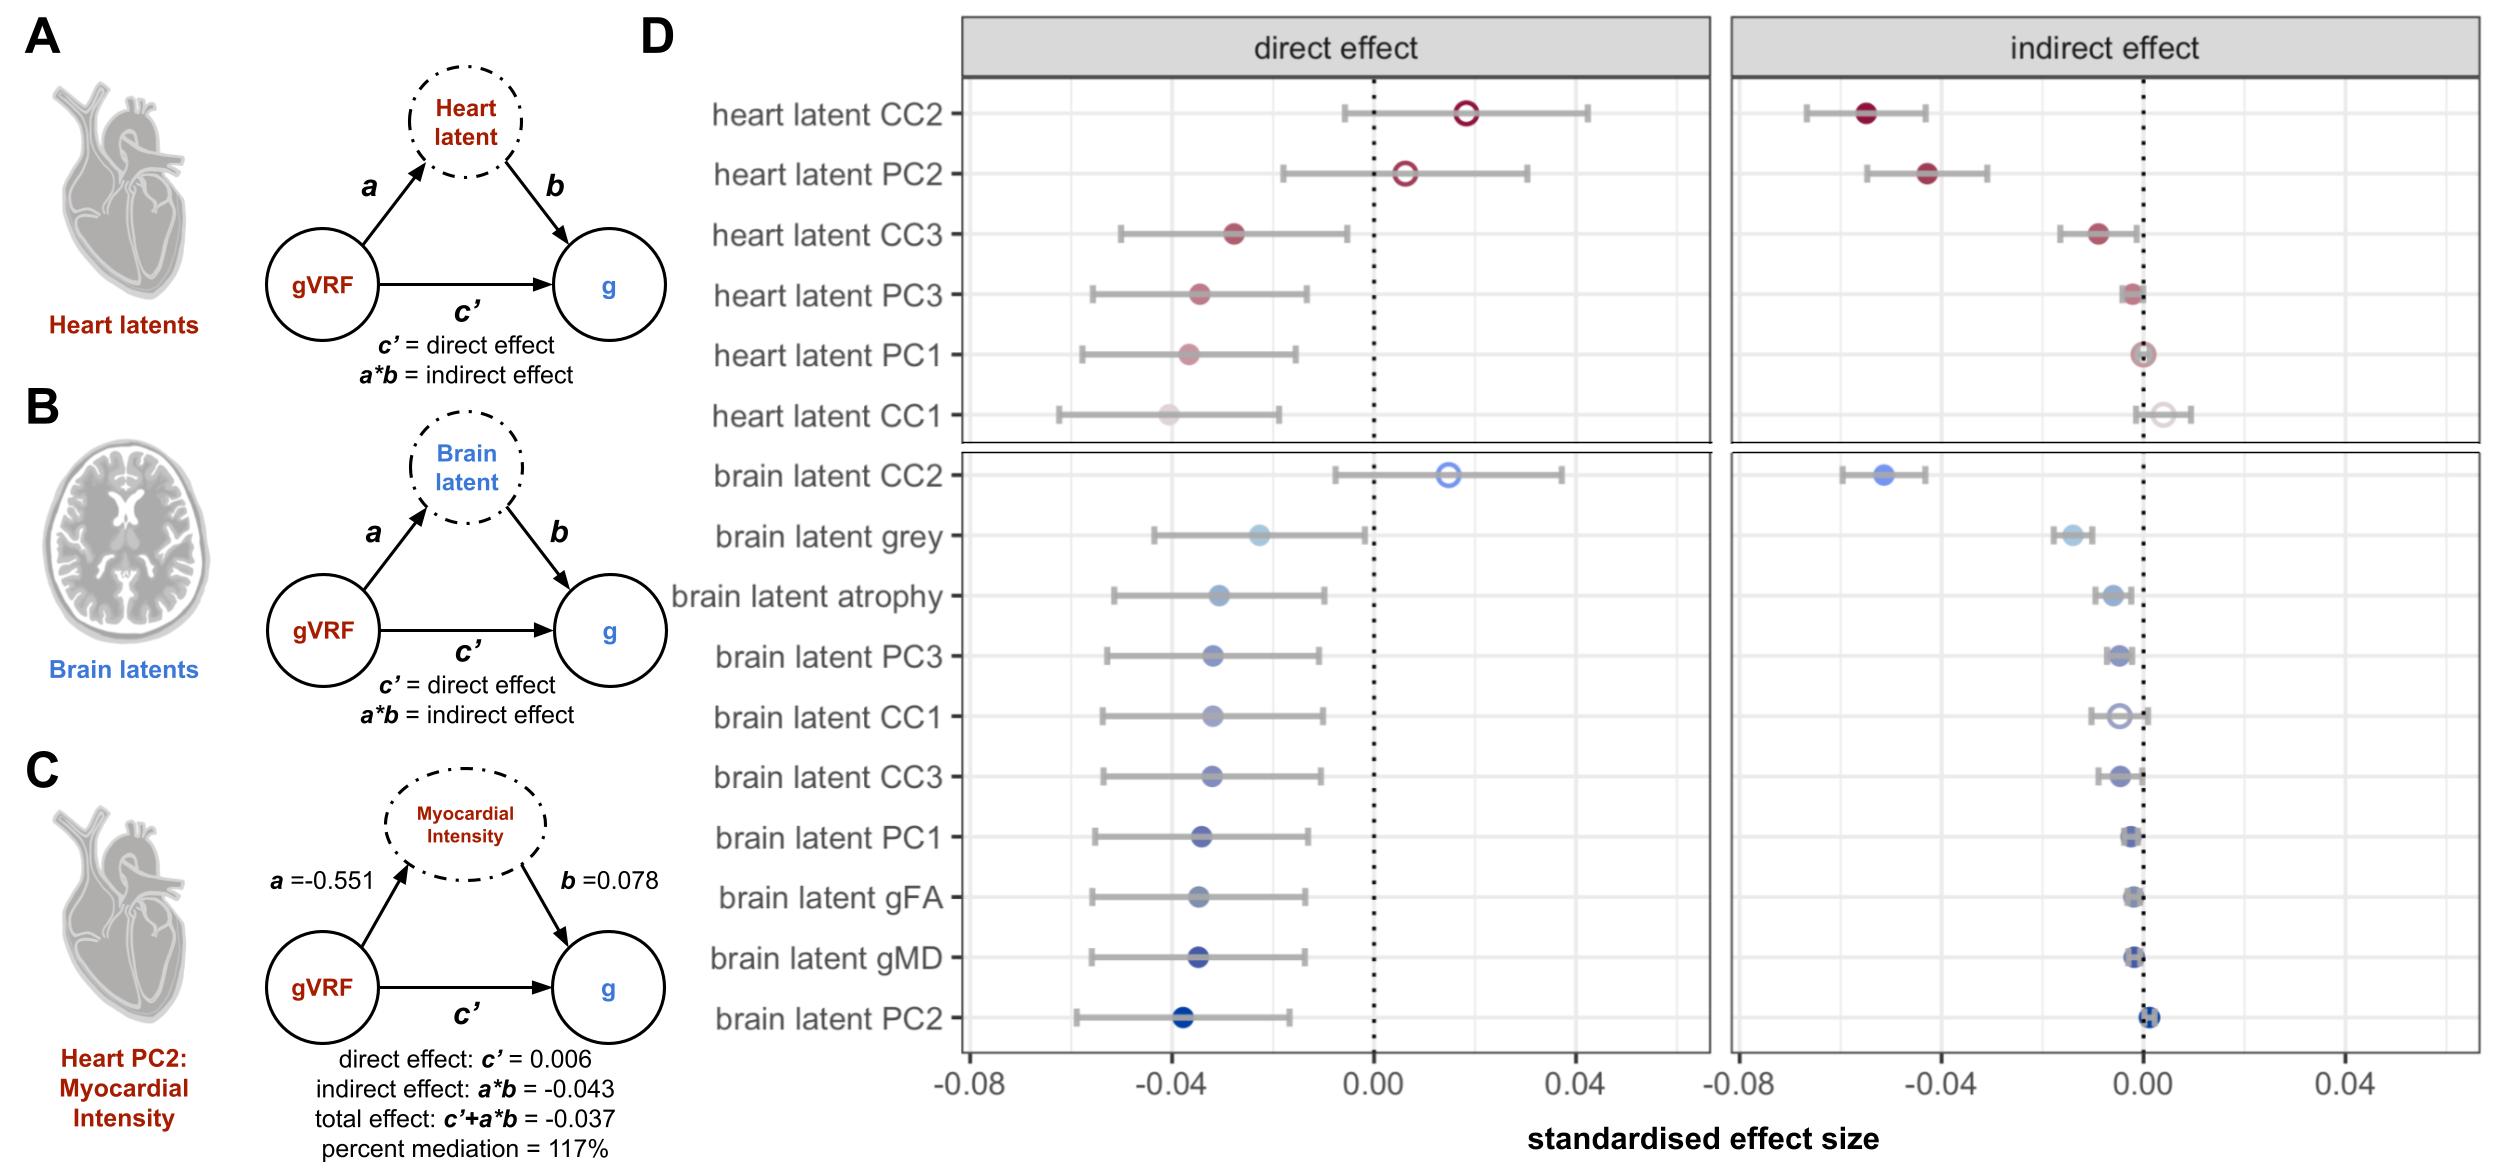 A
Heart latents
Heart
latent
a
b
gVRF
g
c’
c’ = direct effect
a*b = indirect effect
B
Brain latents
Brain
latent
a
b
gVRF
g
c’
c’ = direct effect
a*b = indirect effect
C
Heart PC2:
Myocardial
Intensity
Myocardial
Intensity
a =-0.551
b =0.078
gVRF
g
c’
direct effect: c’ = 0.006
indirect effect: a*b = -0.043
total effect: c’+a*b = -0.037
percent mediation = 117%
D
direct effect
indirect effect
heart latent CC2
heart latent PC2
heart latent CC3
heart latent PC3
heart latent PC1
heart latent CC1
brain latent CC2
brain latent grey
brain latent atrophy
brain latent PC3
brain latent CC1
brain latent CC3
brain latent PC1
brain latent gFA
brain latent gMD
brain latent PC2
-0.08 -0.04 0.00 0.04
-0.08 -0.04 0.00 0.04
standardised effect size